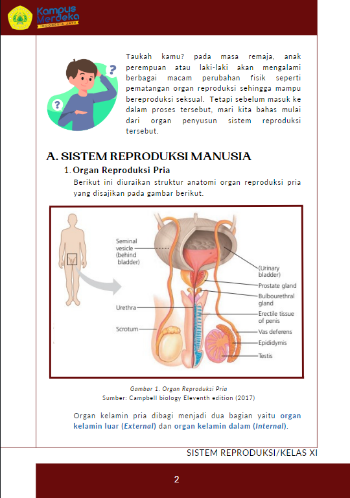 Kampus
Merdeka
INDONESIA JAYA
Taukah kamu? pada masa remaja, anak
perempuan atau laki-laki akan mengalami
berbagai macam perubahan fisik seperti
pematangan organ reproduksi sehingga mampu
bereproduksi seksual. Tetapi sebelum masuk ke
dalam proses tersebut, mari kita bahas mulai
dari organ penyusun sistem reproduksi
tersebut.
A. SISTEM REPRODUKSI MANUSIA
1. Organ Reproduksi Pria
Berikut ini diuraikan struktur anatomi organ reproduksi pria
yang disajikan pada gambar berikut.
Seminal
vesicle
(behind
bladder)
Urethra
Scrotum
(Urinary
bladder)
Prostate gland
Bulbourethral
gland
Erectile tissue
of penis
Vas deferens
Epididymis
Testis
Gambar 1. Organ Reproduksi Pria
Sumber: Campbell biology Eleventh edition (2017)
Organ kelamin pria dibagi menjadi dua bagian yaitu organ
kelamin luar (External) dan organ kelamin dalam (Internal).
SISTEM REPRODUKSI/KELAS XI
2